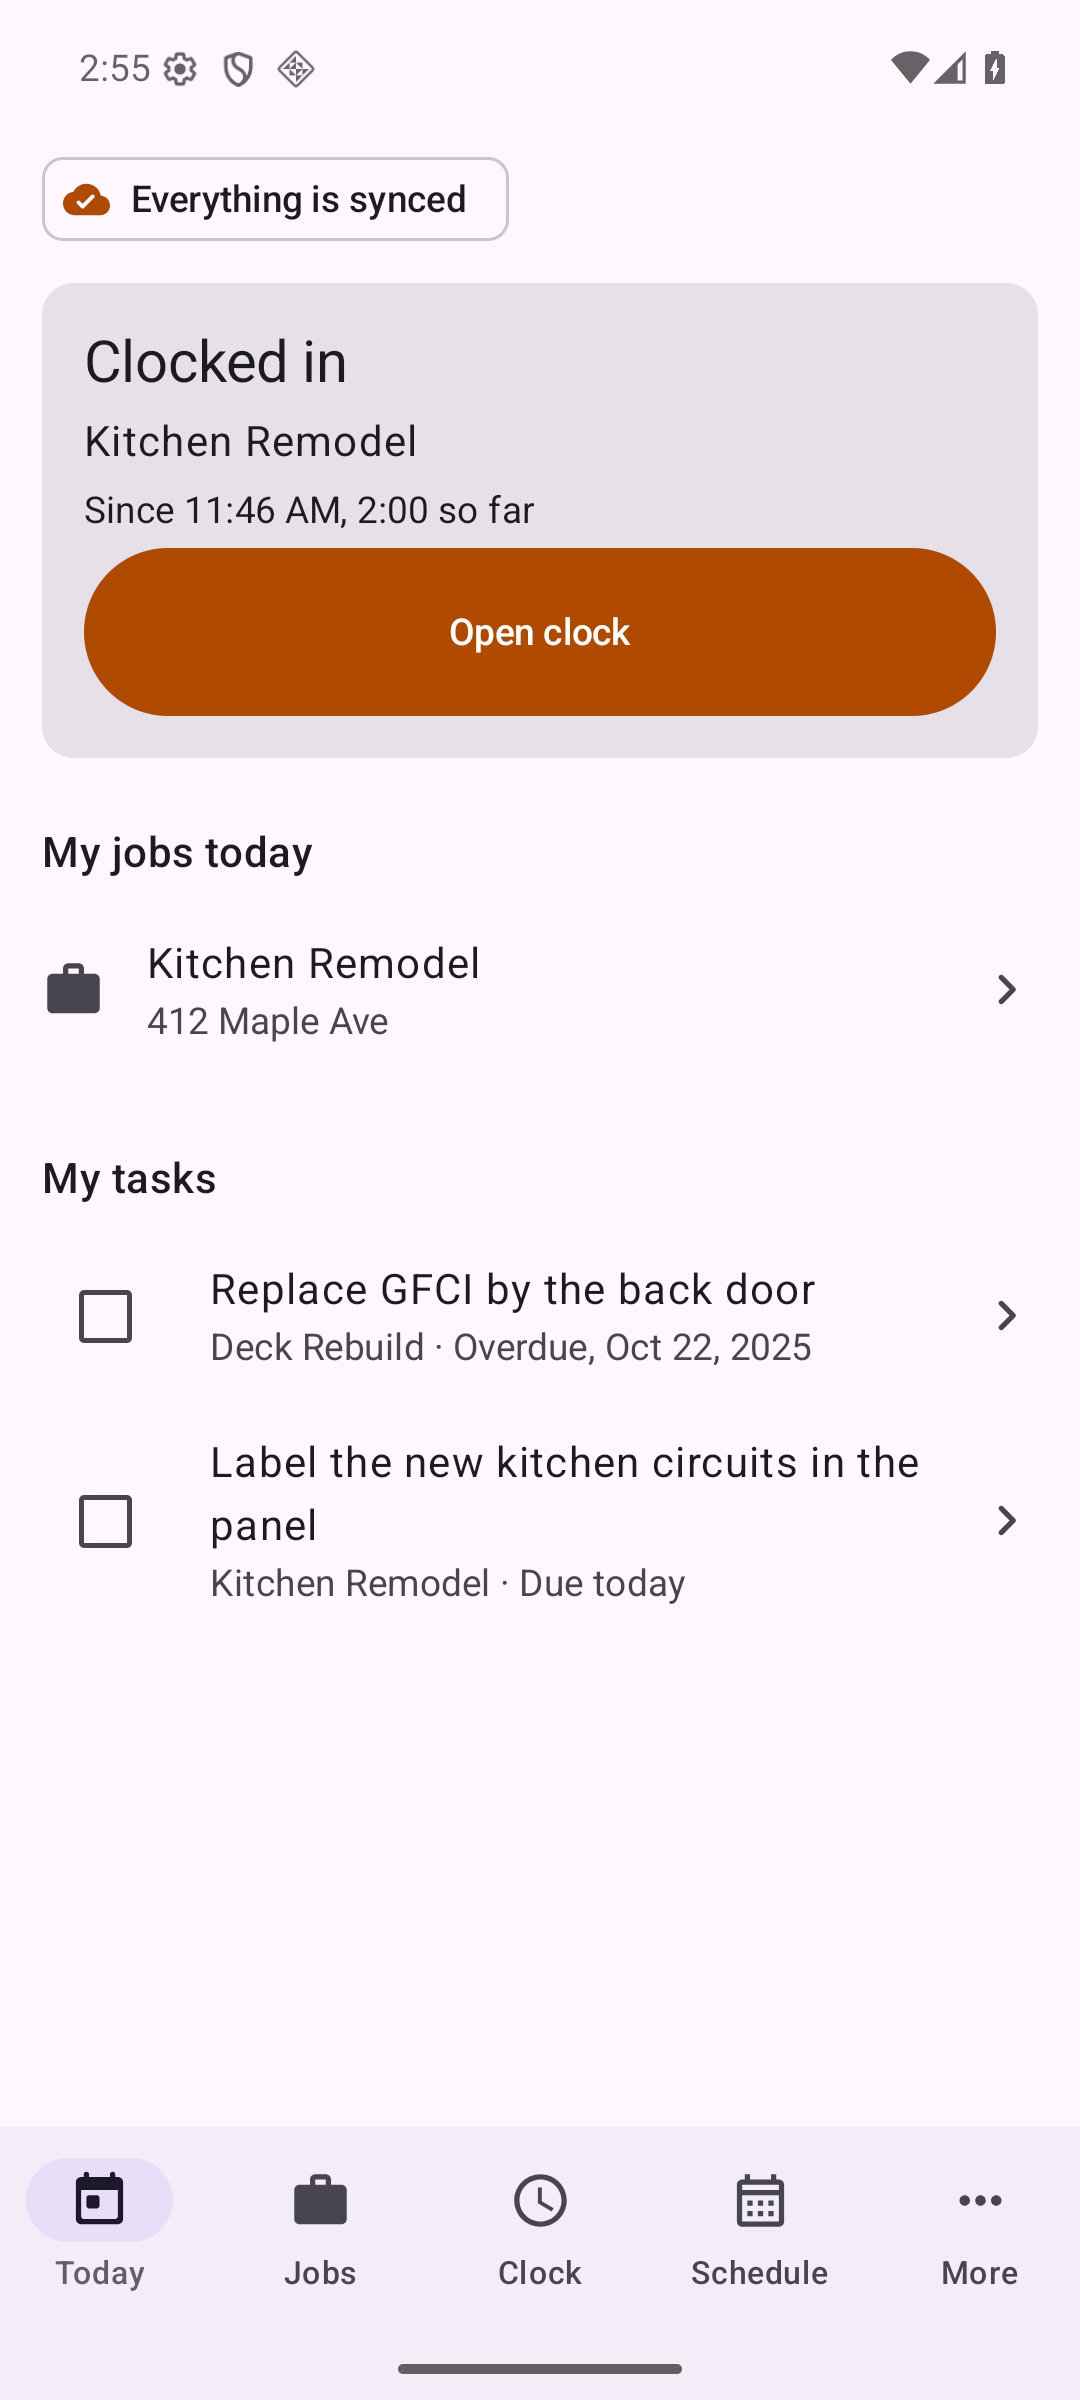 2:55
Everything is synced
Clocked in
Kitchen Remodel
Since 11:46 AM, 2:00 so far
Open clock
My jobs today
Kitchen Remodel
412 Maple Ave
My tasks
Replace GFCI by the back door
Deck Rebuild · Overdue, Oct 22, 2025
Label the new kitchen circuits in the
panel
Kitchen Remodel · Due today
Today
Jobs
Clock
Schedule
More